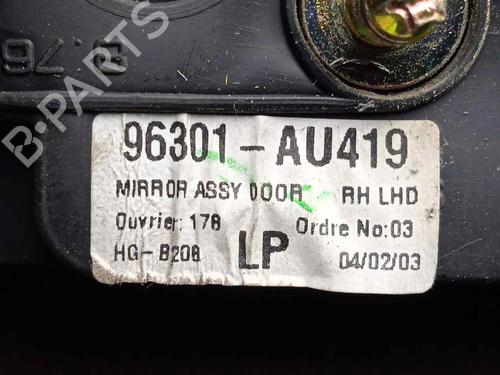 B-PARTS
96301-AU419
MIRROR ASSY DOOR RH LHD
Ouvrier: 178 Ordre No:03
HG-B208 LP 04/02/03